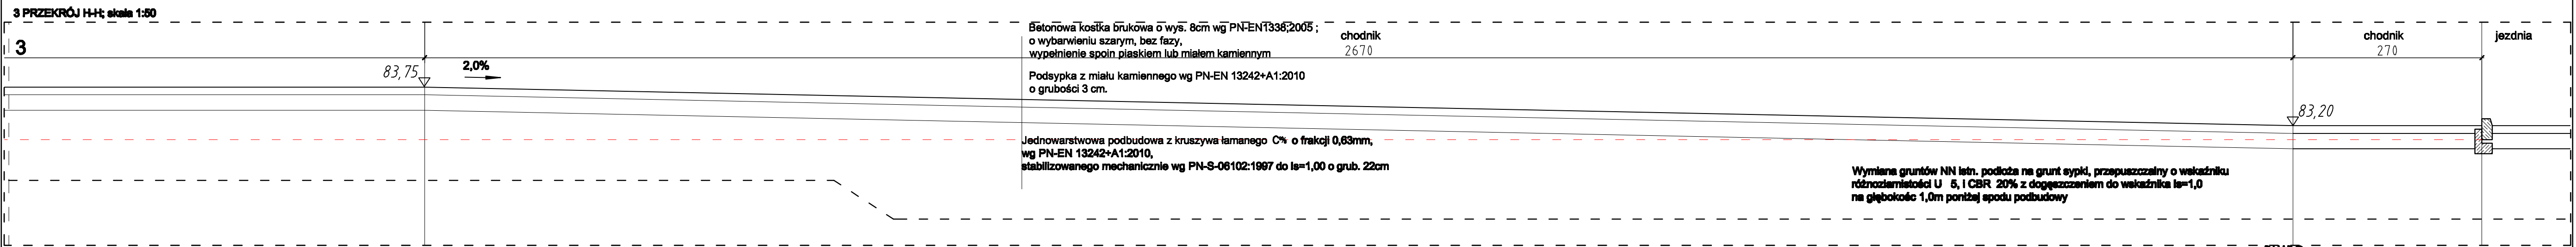 3 PRZEKRÓJ H-H; skala 1:50
3
83,75
2,0%
Betonowa kostka brukowa o wys. 8cm wg PN-EN1338;2005 ;
o wybarwieniu szarym, bez fazy,
wypełnienie spoin piaskiem lub miałem kamiennym
Podsypka z miału kamiennego wg PN-EN 13242+A1:2010
o grubości 3 cm.
Jednowarstwowa podbudowa z kruszywa łamanego C% o frakcji 0,63mm,
wg PN-EN 13242+A1:2010,
stabilizowanego mechanicznie wg PN-S-06102:1997 do Is=1,00 o grub. 22cm
chodnik
2670
Wymiana gruntów NN istn. podłoża na grunt sypki, przepuszczalny o wskaźniku
różnoziarnistości U 5, i CBR 20% z dogęszczeniem do wskaźnika Is=1,0
na głębokośc 1,0m poniżej spodu podbudowy
83,20
chodnik
270
jezdnia